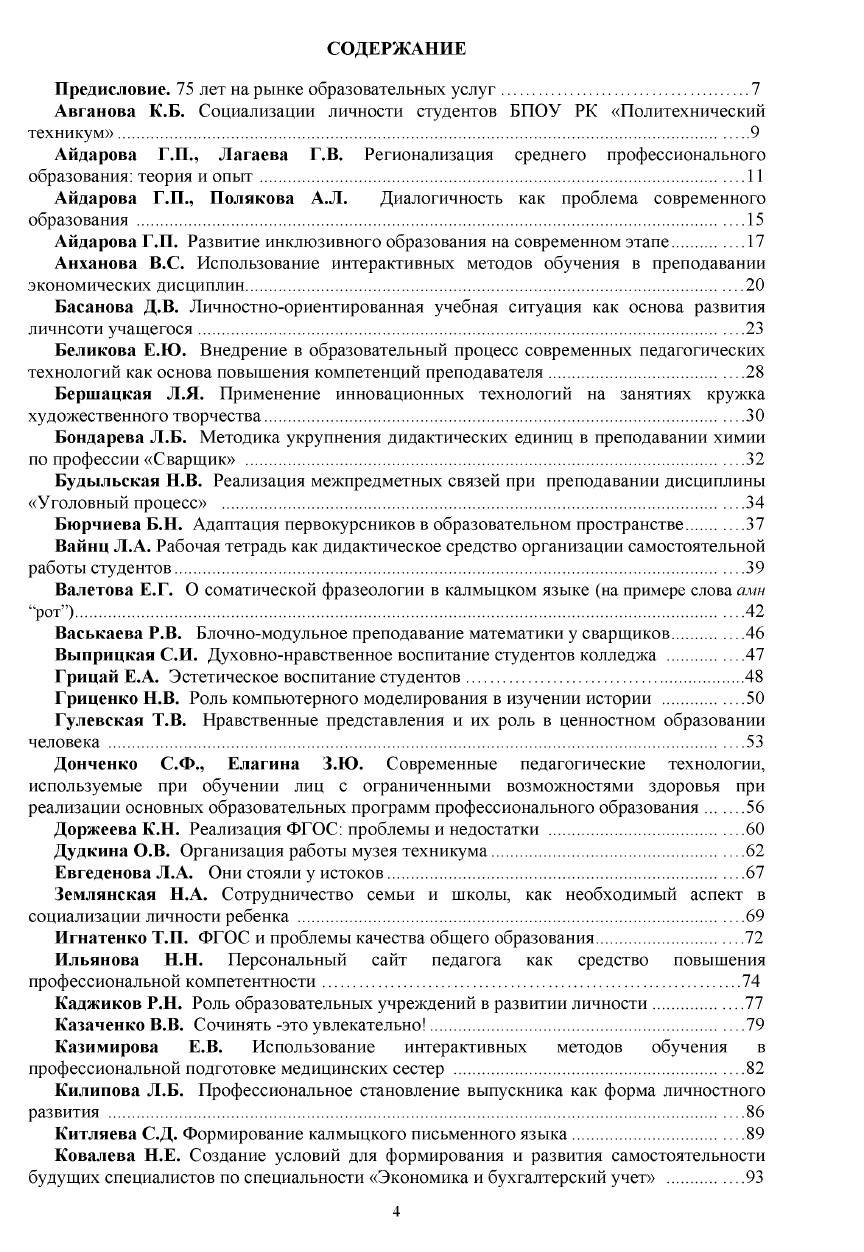 СОДЕРЖАНИЕ
Предисловие. 75 лет на рынке образовательных услуг ……………………………..……7
Авганова К.Б. Социализации личности студентов БПОУ РК «Политехнический
техникум» ........................................................................................................................ …..9
Айдарова Г.П., Лагаева Г.В. Регионализация среднего профессионального
образования: теория и опыт ............................................................................................ ….11
Айдарова Г.П., Полякова А.Л. Диалогичность как проблема современного
образования .................................................................................................................... ….15
Айдарова Г.П. Развитие инклюзивного образования на современном этапе.......... ….17
Анханова В.С. Использование интерактивных методов обучения в преподавании
экономических дисциплин............................................................................................... ….20
Басанова Д.В. Личностно-ориентированная учебная ситуация как основа развития
личнсоти учащегося ........................................................................................................ ….23
Беликова Е.Ю. Внедрение в образовательный процесс современных педагогических
технологий как основа повышения компетенций преподавателя .................................. ….28
Бершацкая Л.Я. Применение инновационных технологий на занятиях кружка
художественного творчества........................................................................................... ….30
Бондарева Л.Б. Методика укрупнения дидактических единиц в преподавании химии
по профессии «Сварщик» ............................................................................................... ….32
Будыльская Н.В. Реализация межпредметных связей при преподавании дисциплины
«Уголовный процесс» .................................................................................................... ….34
Бюрчиева Б.Н. Адаптация первокурсников в образовательном пространстве....... ….37
Вайнц Л.А. Рабочая тетрадь как дидактическое средство организации самостоятельной
работы студентов............................................................................................................. ….39
Валетова Е.Г. О соматической фразеологии в калмыцком языке (на примере слова амн
“рот”)................................................................................................................................. ….42
Васькаева Р.В. Блочно-модульное преподавание математики у сварщиков.......... ….46
Выприцкая С.И. Духовно-нравственное воспитание студентов колледжа ........... ….47
Грицай Е.А. Эстетическое воспитание студентов ……………………….....................48
Гриценко Н.В. Роль компьютерного моделирования в изучении истории ............ ….50
Гулевская Т.В. Нравственные представления и их роль в ценностном образовании
человека .......................................................................................................................... ….53
Донченко С.Ф., Елагина З.Ю. Современные педагогические технологии,
используемые при обучении лиц с ограниченными возможностями здоровья при
реализации основных образовательных программ профессионального образования ... ….56
Доржеева К.Н. Реализация ФГОС: проблемы и недостатки .................................. ….60
Дудкина О.В. Организация работы музея техникума.............................................. ….62
Евгеденова Л.А. Они стояли у истоков................................................................... ….67
Землянская Н.А. Сотрудничество семьи и школы, как необходимый аспект в
социализации личности ребенка .................................................................................... ….69
Игнатенко Т.П. ФГОС и проблемы качества общего образования......................... ….72
Ильянова Н.Н. Персональный сайт педагога как средство повышения
профессиональной компетентности …………………………………………………….74
Каджиков Р.Н. Роль образовательных учреждений в развитии личности ............. ….77
Казаченко В.В. Сочинять -это увлекательно!.......................................................... ….79
Казимирова Е.В. Использование интерактивных методов обучения в
профессиональной подготовке медицинских сестер ..................................................... ….82
Килипова Л.Б. Профессиональное становление выпускника как форма личностного
развития .......................................................................................................................... ….86
Китляева С.Д. Формирование калмыцкого письменного языка ............................. ….89
Ковалева Н.Е. Создание условий для формирования и развития самостоятельности
будущих специалистов по специальности «Экономика и бухгалтерский учет» ........... ….93
4